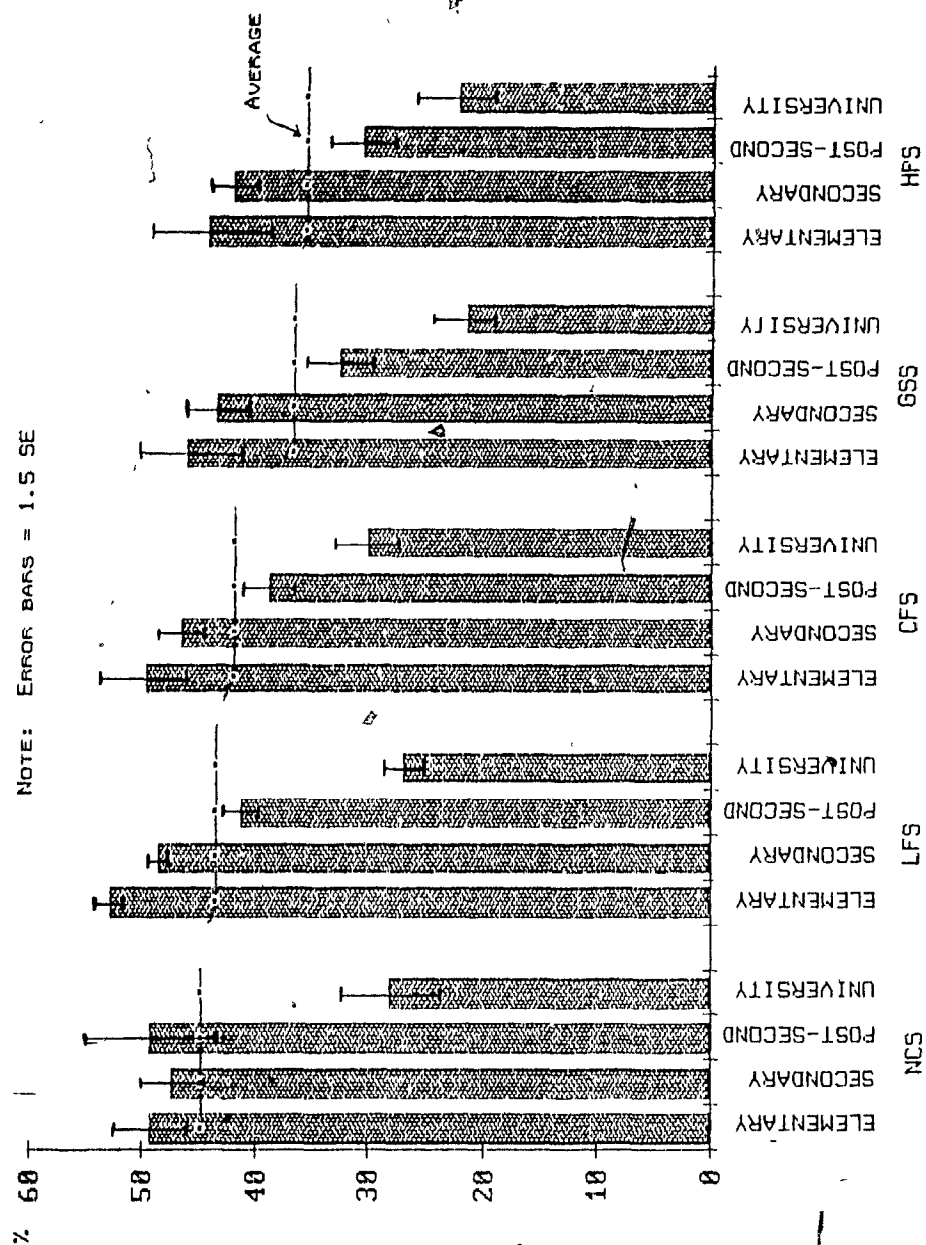 NOTE: ERROR BARS = 1.5 SE
AVERAGE
%
60
50
40
30
20
10
0
ELEMENTARY
SECONDARY
POST-SECOND
UNIVERSITY
NCS
ELEMENTARY
SECONDARY
POST-SECOND
UNIVERSITY
LFS
ELEMENTARY
SECONDARY
POST-SECOND
UNIVERSITY
CFS
ELEMENTARY
SECONDARY
POST-SECOND
UNIVERSITY
GSS
ELEMENTARY
SECONDARY
POST-SECOND
UNIVERSITY
HPS